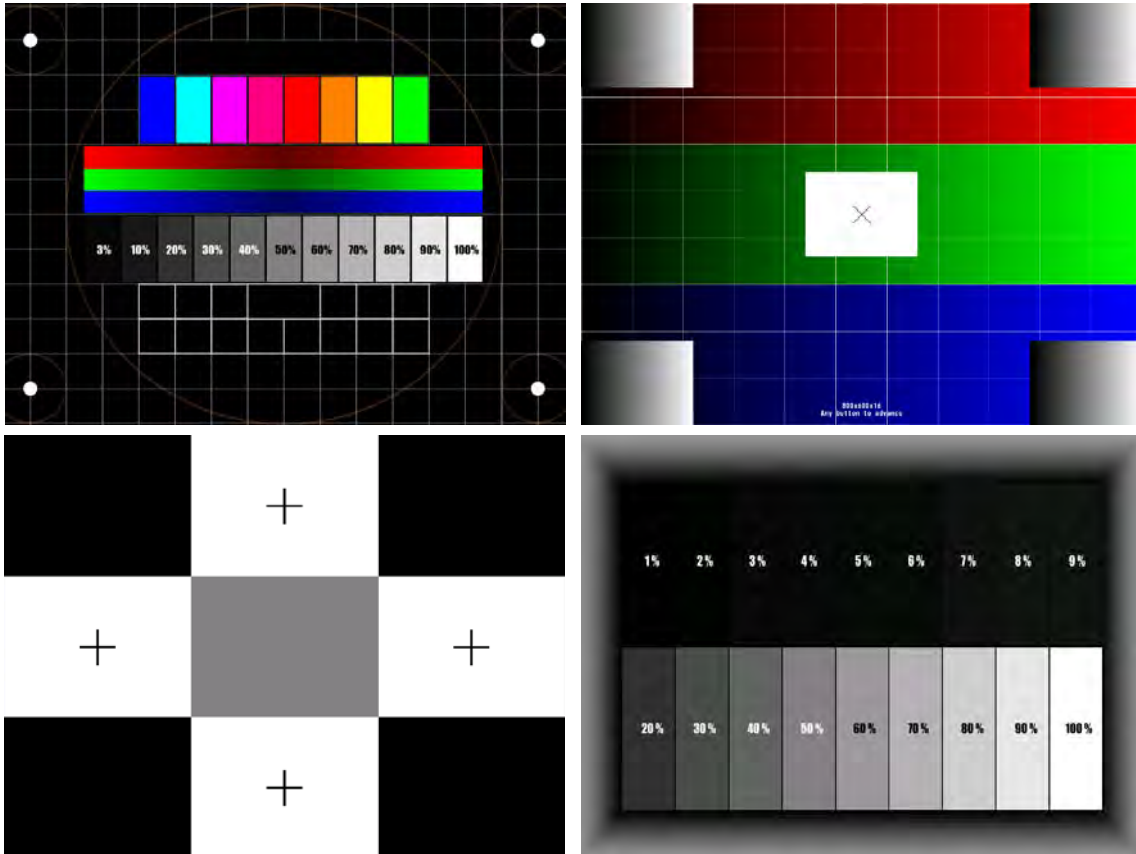 3% 10% 20% 30% 40% 50% 60% 70% 80% 90% 100%
800x600x16
Any button to advance
1% 2% 3% 4% 5% 6% 7% 8% 9%
20% 30% 40% 50% 60% 70% 80% 90% 100%